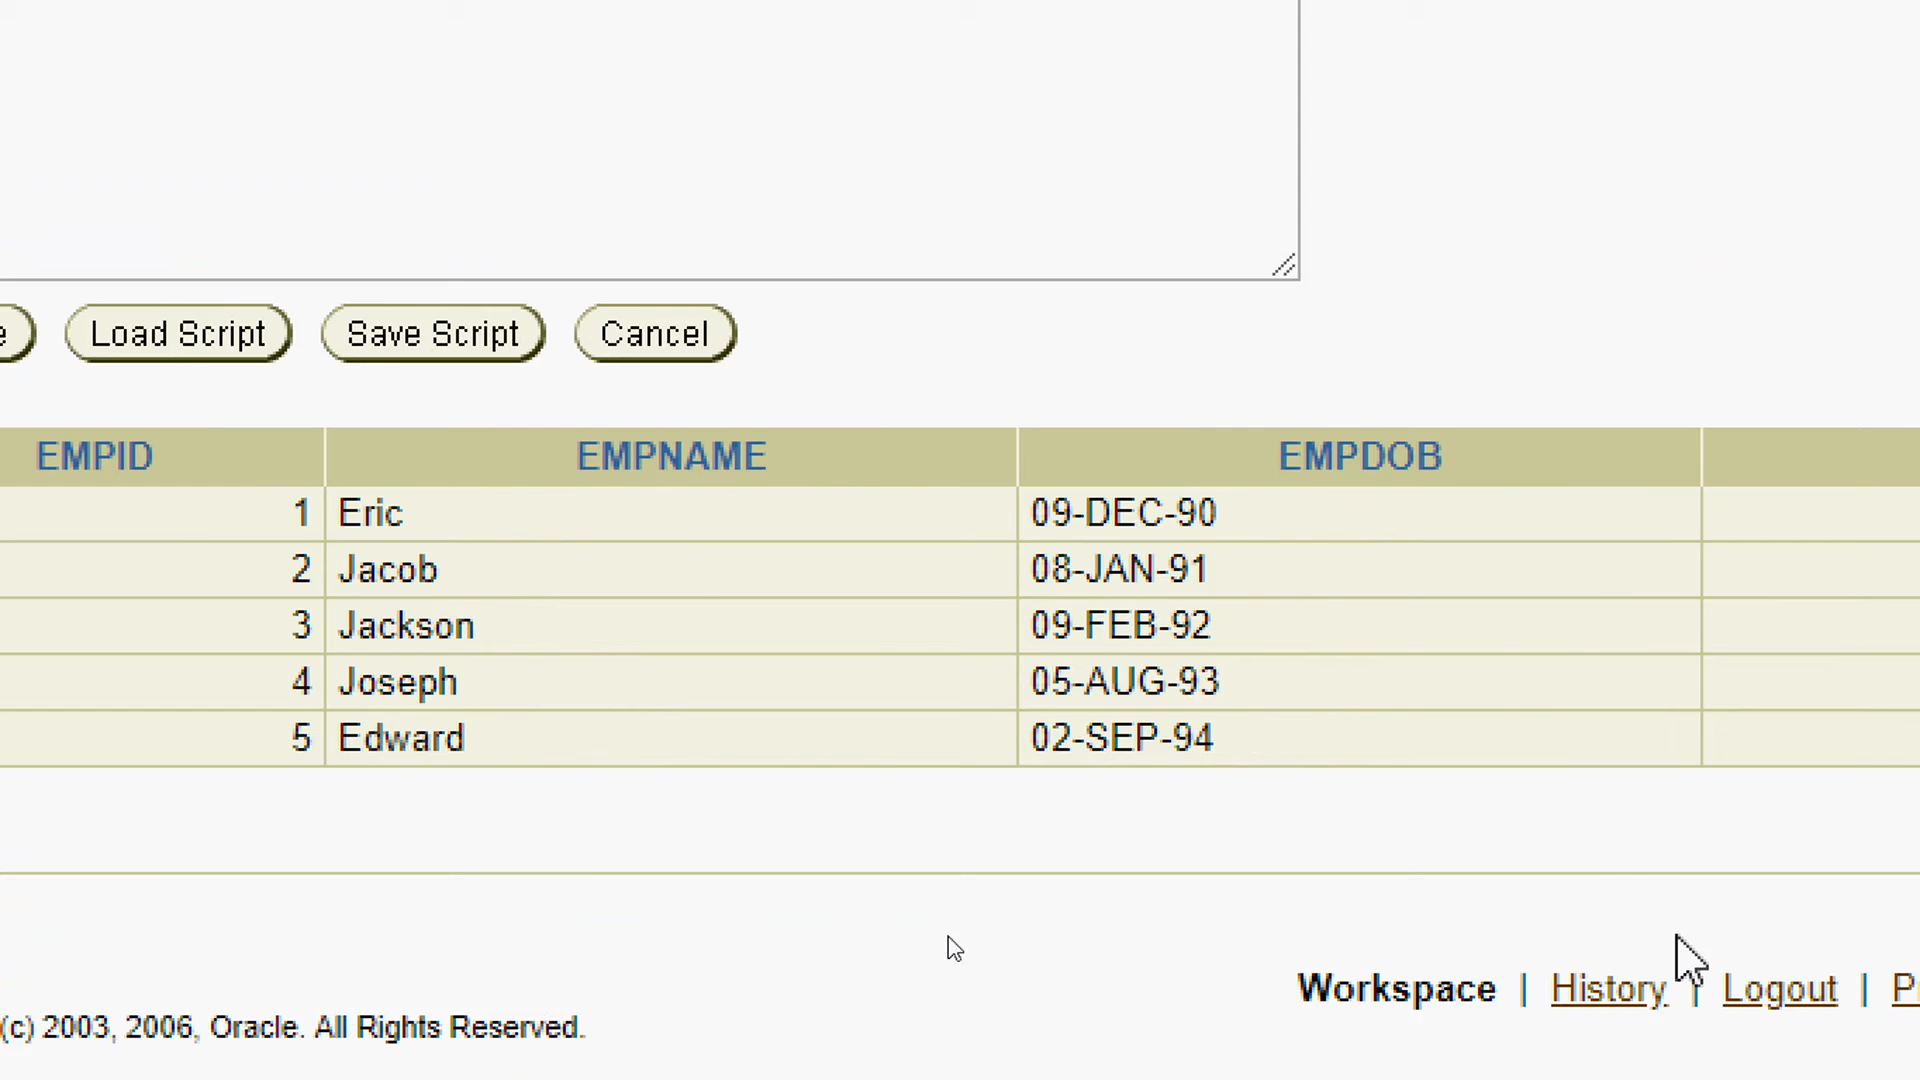 e Load Script Save Script Cancel
EMPID EMPNAME EMPDOB
1 Eric 09-DEC-90
2 Jacob 08-JAN-91
3 Jackson 09-FEB-92
4 Joseph 05-AUG-93
5 Edward 02-SEP-94
Workspace | History | Logout | P
(c) 2003, 2006, Oracle. All Rights Reserved.